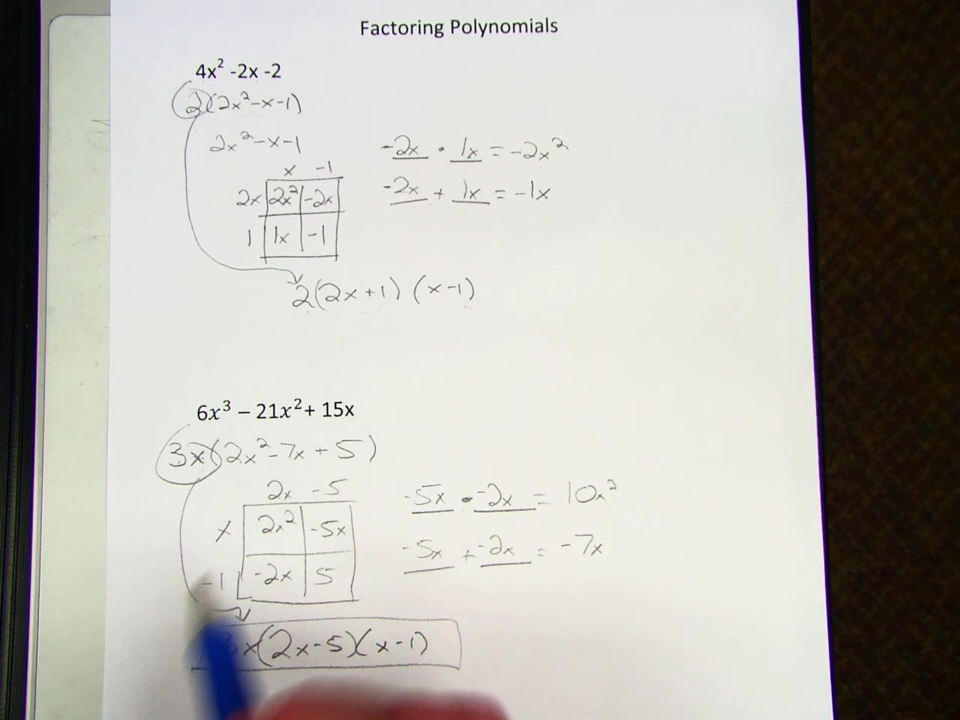 Factoring Polynomials
4x² -2x -2
2(2x²-x-1)
2x²-x-1
-2x · 1x = -2x²
x -1
2x 2x² -2x
-2x + 1x = -1x
1 1x -1
2(2x+1) (x-1)
6x³ – 21x²+ 15x
3x(2x²-7x+5)
2x -5
-5x · -2x = 10x²
x 2x² -5x
-5x + -2x = -7x
-1 -2x 5
3x(2x-5)(x-1)